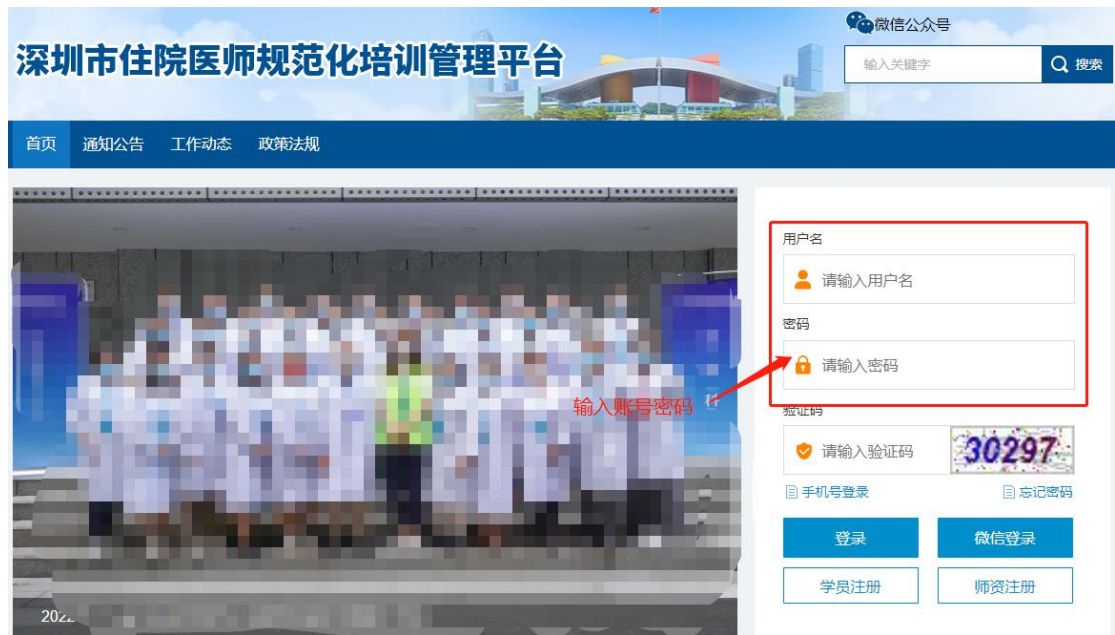 微信公众号
深圳市住院医师规范化培训管理平台
输入关键字 搜索
首页 通知公告 工作动态 政策法规
用户名
请输入用户名
密码
请输入密码
输入账号密码
验证码
请输入验证码 30297
手机号登录 忘记密码
登录 微信登录
学员注册 师资注册